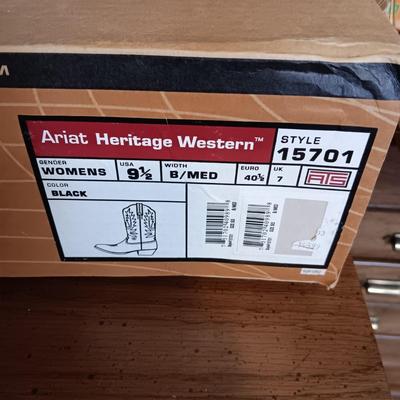 Ariat Heritage Western™
STYLE
15701
GENDER
WOMENS
USA
9½
WIDTH
B/MED
EURO
40½
UK
7
ATS
COLOR
BLACK